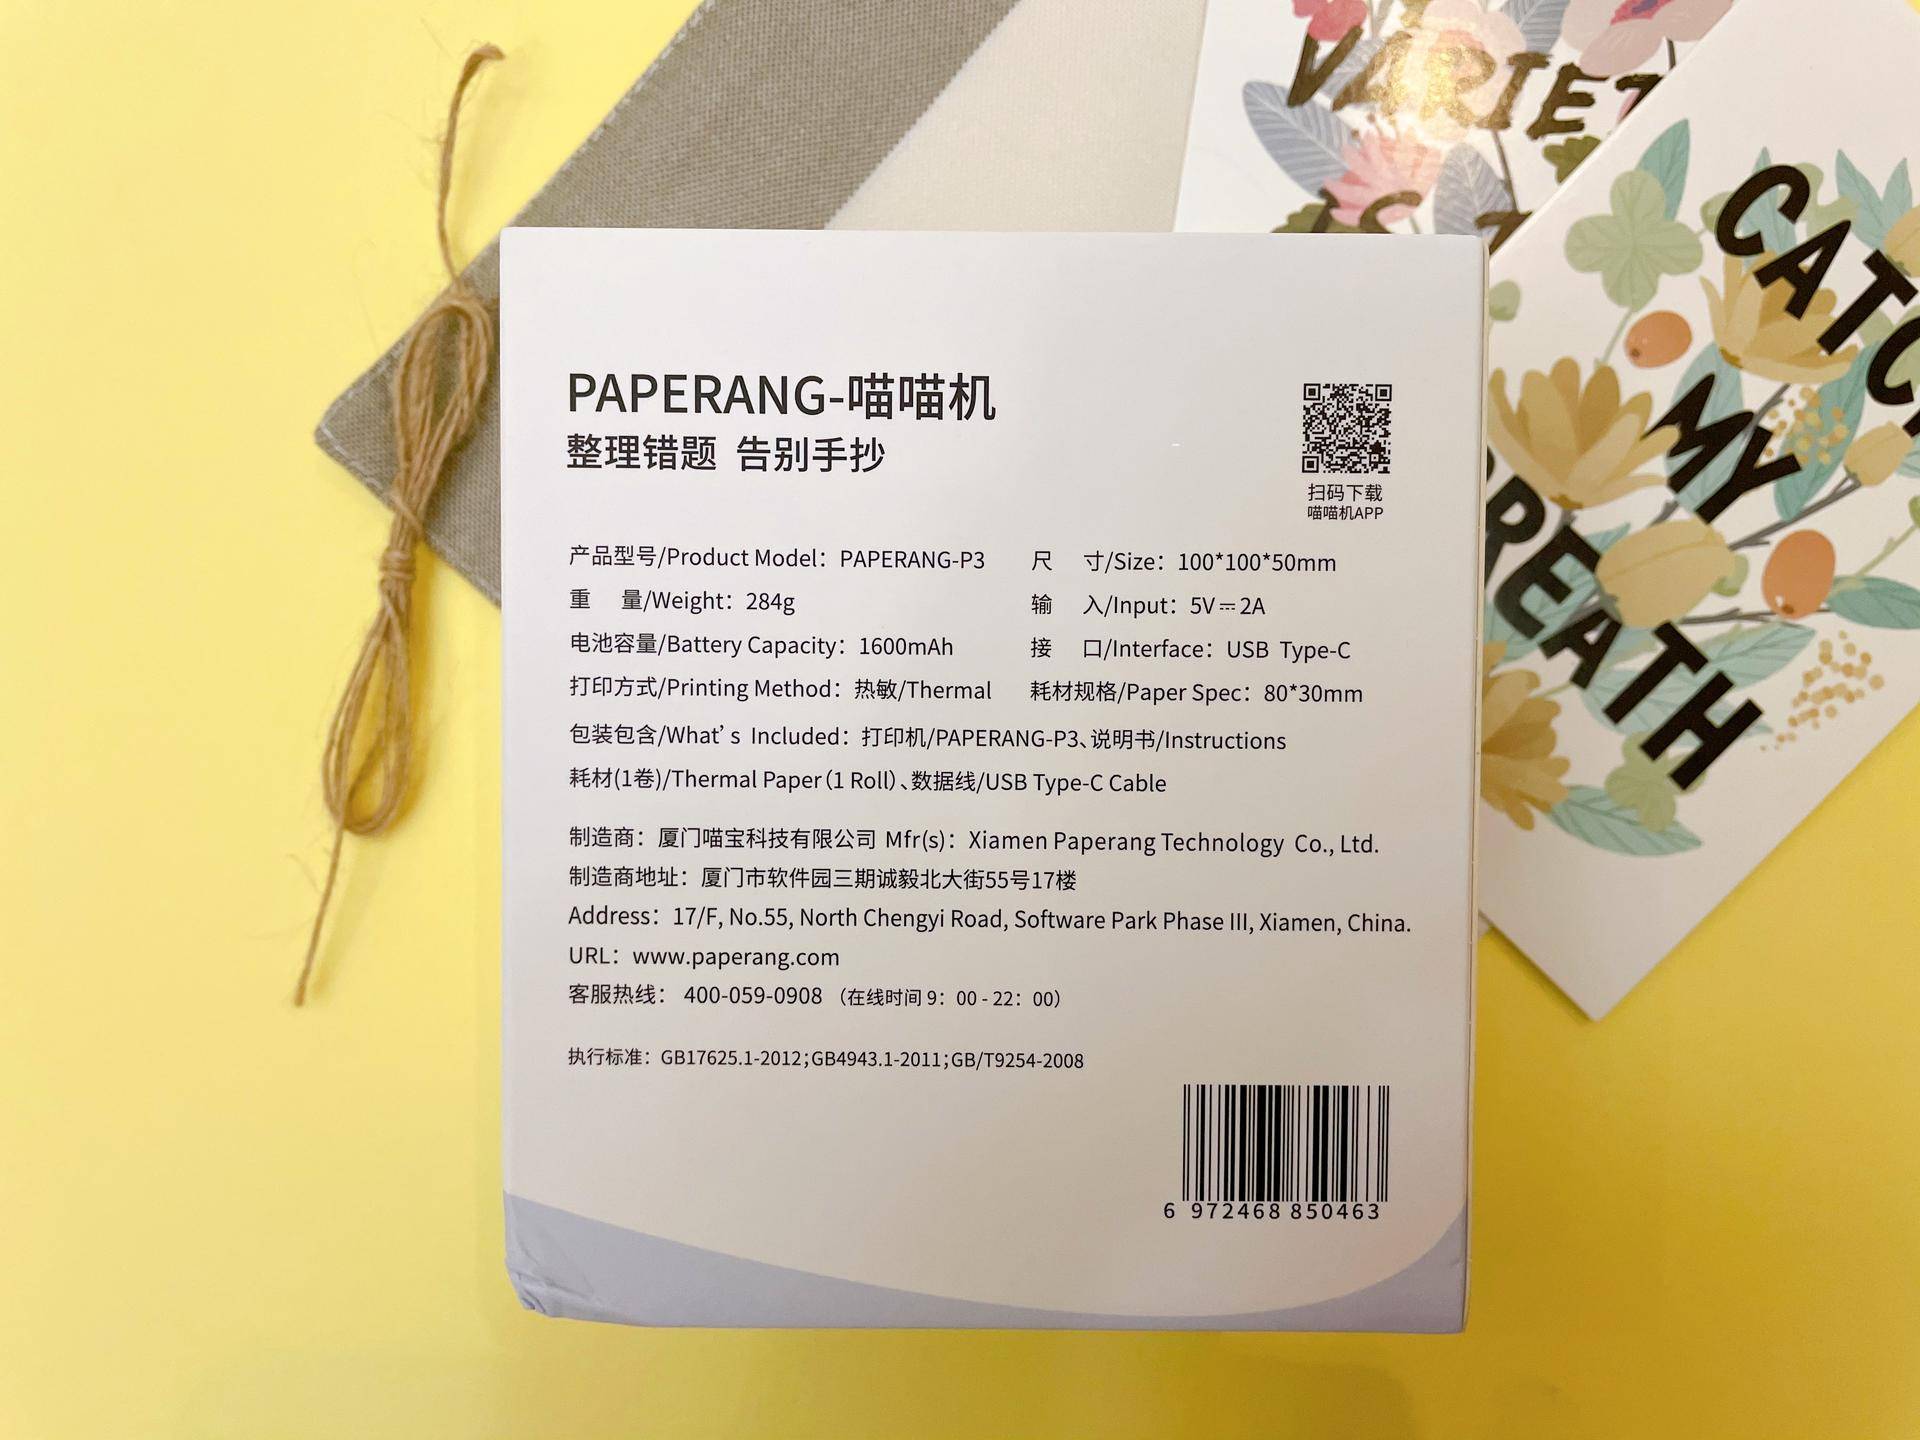 PAPERANG-喵喵机
整理错题 告别手抄
扫码下载
喵喵机APP
产品型号/Product Model：PAPERANG-P3 尺 寸/Size：100*100*50mm
重 量/Weight：284g 输 入/Input：5V⎓2A
电池容量/Battery Capacity：1600mAh 接 口/Interface：USB Type-C
打印方式/Printing Method：热敏/Thermal 耗材规格/Paper Spec：80*30mm
包装包含/What’s Included：打印机/PAPERANG-P3、说明书/Instructions
耗材(1卷)/Thermal Paper（1 Roll）、数据线/USB Type-C Cable
制造商：厦门喵宝科技有限公司 Mfr(s)：Xiamen Paperang Technology Co., Ltd.
制造商地址：厦门市软件园三期诚毅北大街55号17楼
Address：17/F, No.55, North Chengyi Road, Software Park Phase III, Xiamen, China.
URL：www.paperang.com
客服热线：400-059-0908（在线时间 9：00 - 22：00）
执行标准：GB17625.1-2012；GB4943.1-2011；GB/T9254-2008
6 972468 850463
CATCH
MY
BREATH